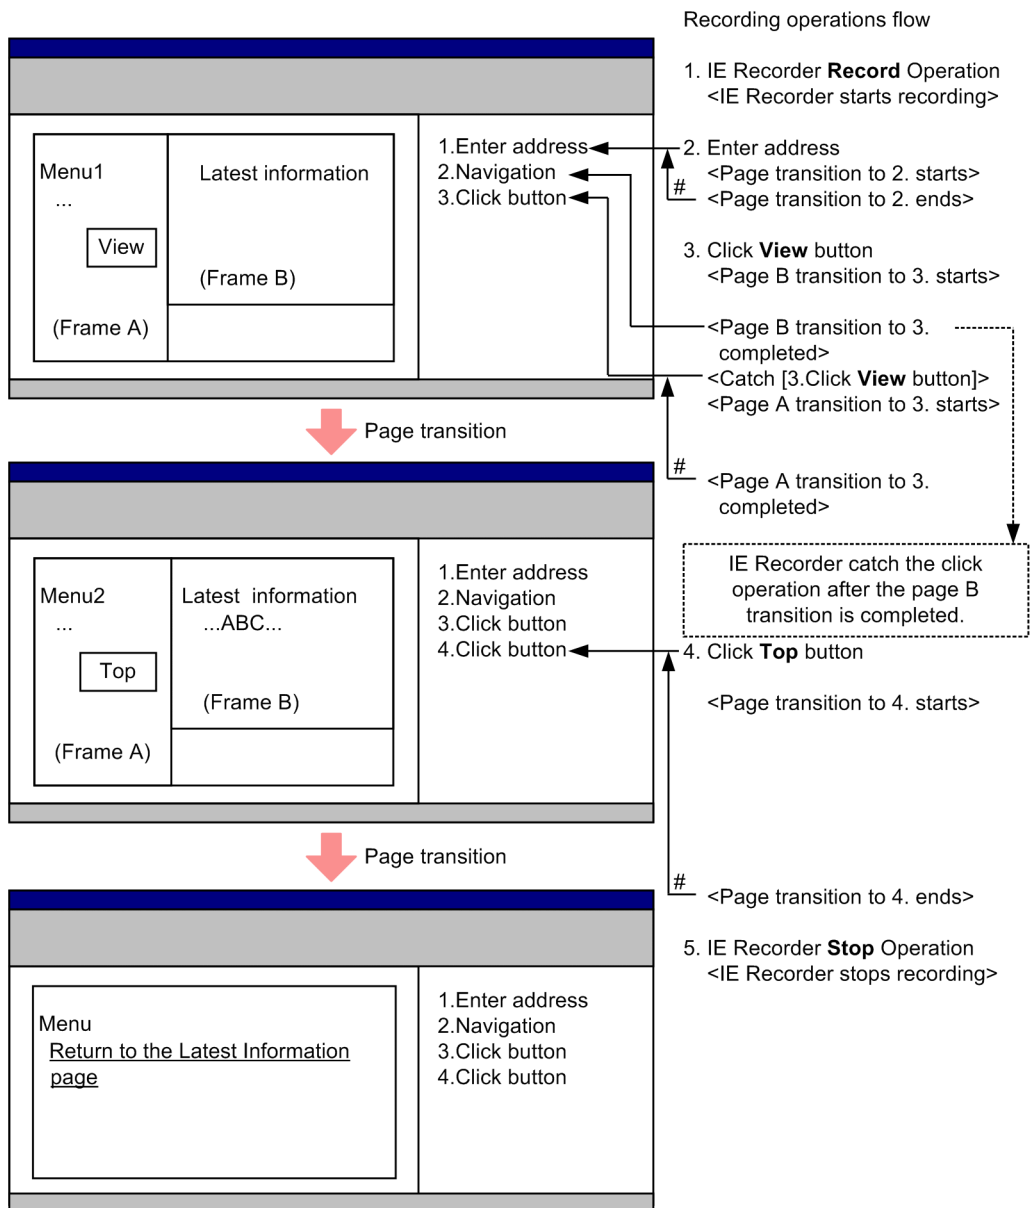 Recording operations flow
1. IE Recorder Record Operation
<IE Recorder starts recording>
Menu1
...
View
(Frame A)
Latest information
(Frame B)
1.Enter address
2.Navigation
3.Click button
2. Enter address
<Page transition to 2. starts>
#
<Page transition to 2. ends>
3. Click View button
<Page B transition to 3. starts>
<Page B transition to 3.
completed>
<Catch [3.Click View button]>
<Page A transition to 3. starts>
Page transition
#
<Page A transition to 3.
completed>
IE Recorder catch the click
operation after the page B
transition is completed.
Menu2
...
Top
(Frame A)
Latest information
...ABC...
(Frame B)
1.Enter address
2.Navigation
3.Click button
4.Click button
4. Click Top button
<Page transition to 4. starts>
Page transition
#
<Page transition to 4. ends>
5. IE Recorder Stop Operation
<IE Recorder stops recording>
Menu
Return to the Latest Information
page
1.Enter address
2.Navigation
3.Click button
4.Click button